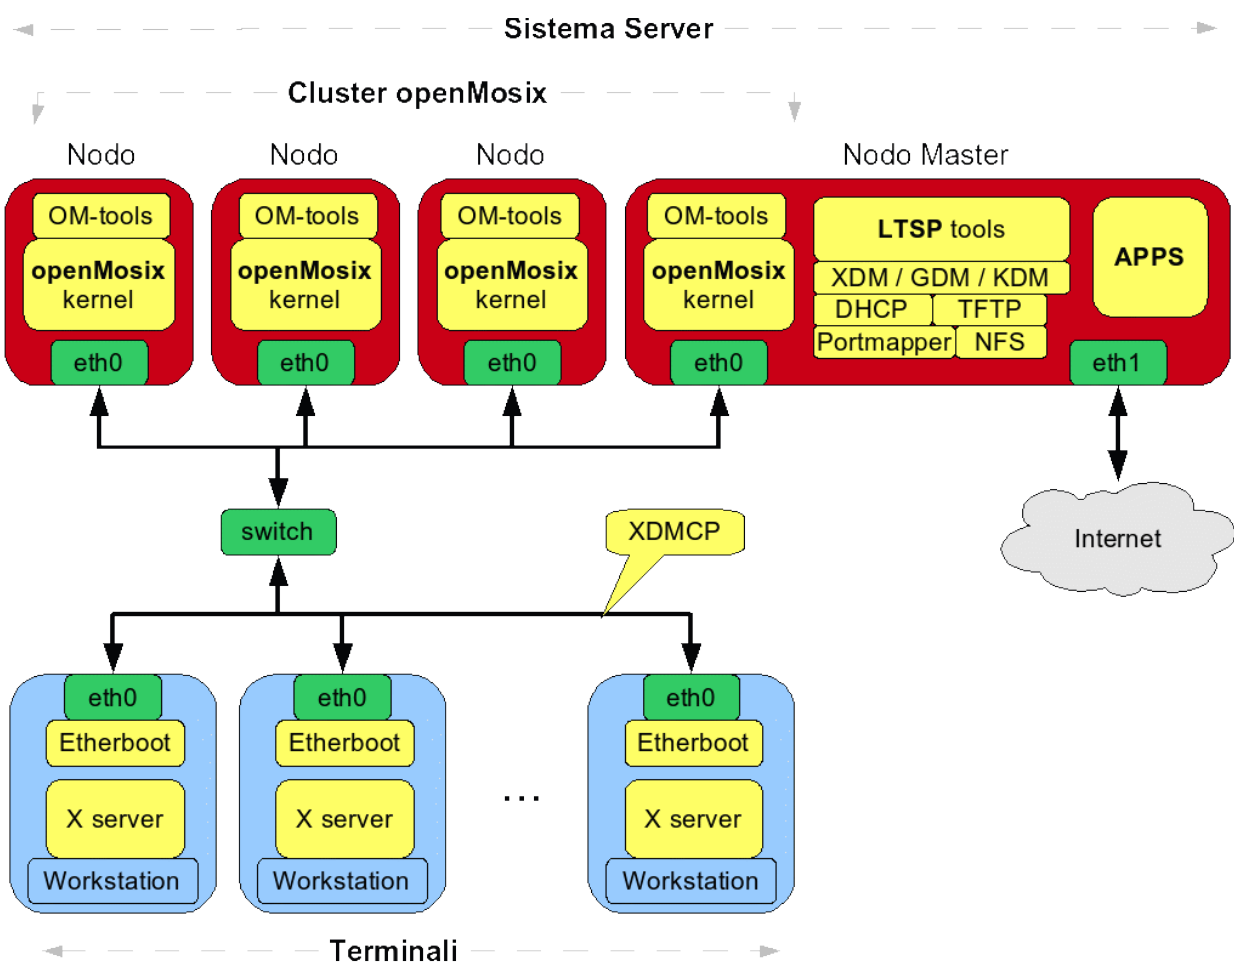 Sistema Server
Cluster openMosix
Nodo
Nodo
Nodo
Nodo Master
OM-tools
openMosix
kernel
eth0
OM-tools
openMosix
kernel
eth0
OM-tools
openMosix
kernel
eth0
OM-tools
openMosix
kernel
eth0
LTSP tools
XDM / GDM / KDM
DHCP
TFTP
Portmapper
NFS
APPS
eth1
switch
XDMCP
Internet
eth0
Etherboot
X server
Workstation
eth0
Etherboot
X server
Workstation
...
eth0
Etherboot
X server
Workstation
Terminali